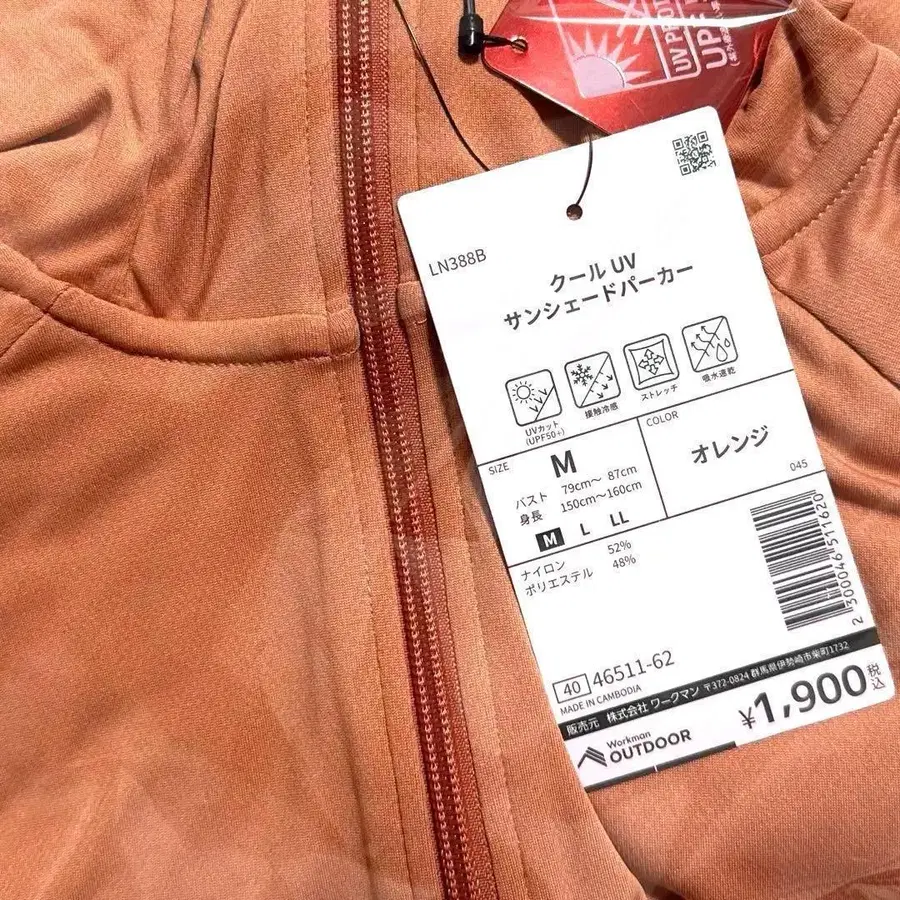 UV PRO
UPF
LN388B
クール UV
サンシェードパーカー
UVカット
(UPF50+)
接触冷感
ストレッチ
吸水速乾
SIZE
M
バスト 79cm～ 87cm
身長 150cm～160cm
M L LL
COLOR
オレンジ
045
ナイロン 52%
ポリエステル 48%
2300046511620
40 46511-62
MADE IN CAMBODIA
販売元 株式会社 ワークマン 〒372-0824 群馬県伊勢崎市柴町1732
¥1,900 税込
Workman
OUTDOOR